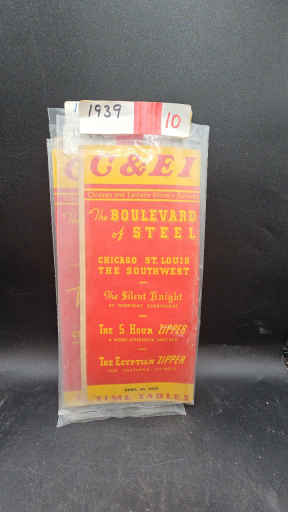 1939
10
C & EI
Chicago and Eastern Illinois Railway
The BOULEVARD
of STEEL
CHICAGO ST. LOUIS
THE SOUTHWEST
The Silent Knight
THE 5 HOUR ZIPPER
THE EGYPTIAN ZIPPER
TIME TABLES